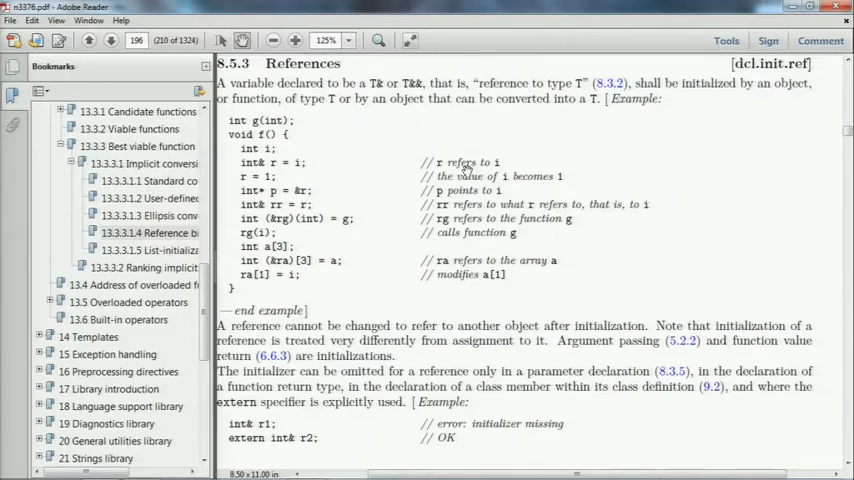 n3376.pdf - Adobe Reader
File Edit View Window Help
196 (210 of 1324) 125% Tools Sign Comment
Bookmarks
13.3.1 Candidate functions
13.3.2 Viable functions
13.3.3 Best viable function
13.3.3.1 Implicit conversi
13.3.3.1.1 Standard co
13.3.3.1.2 User-defined
13.3.3.1.3 Ellipsis conv
13.3.3.1.4 Reference bi
13.3.3.1.5 List-initializa
13.3.3.2 Ranking implicit
13.4 Address of overloaded f
13.5 Overloaded operators
13.6 Built-in operators
14 Templates
15 Exception handling
16 Preprocessing directives
17 Library introduction
18 Language support library
19 Diagnostics library
20 General utilities library
21 Strings library
8.5.3 References [dcl.init.ref]
A variable declared to be a T& or T&&, that is, “reference to type T” (8.3.2), shall be initialized by an object,
or function, of type T or by an object that can be converted into a T. [ Example:
int g(int);
void f() {
int i;
int& r = i; // r refers to i
r = 1; // the value of i becomes 1
int* p = &r; // p points to i
int& rr = r; // rr refers to what r refers to, that is, to i
int (&rg)(int) = g; // rg refers to the function g
rg(i); // calls function g
int a[3];
int (&ra)[3] = a; // ra refers to the array a
ra[1] = i; // modifies a[1]
}
— end example ]
A reference cannot be changed to refer to another object after initialization. Note that initialization of a
reference is treated very differently from assignment to it. Argument passing (5.2.2) and function value
return (6.6.3) are initializations.
The initializer can be omitted for a reference only in a parameter declaration (8.3.5), in the declaration of
a function return type, in the declaration of a class member within its class definition (9.2), and where the
extern specifier is explicitly used. [ Example:
int& r1; // error: initializer missing
extern int& r2; // OK
8.50 x 11.00 in